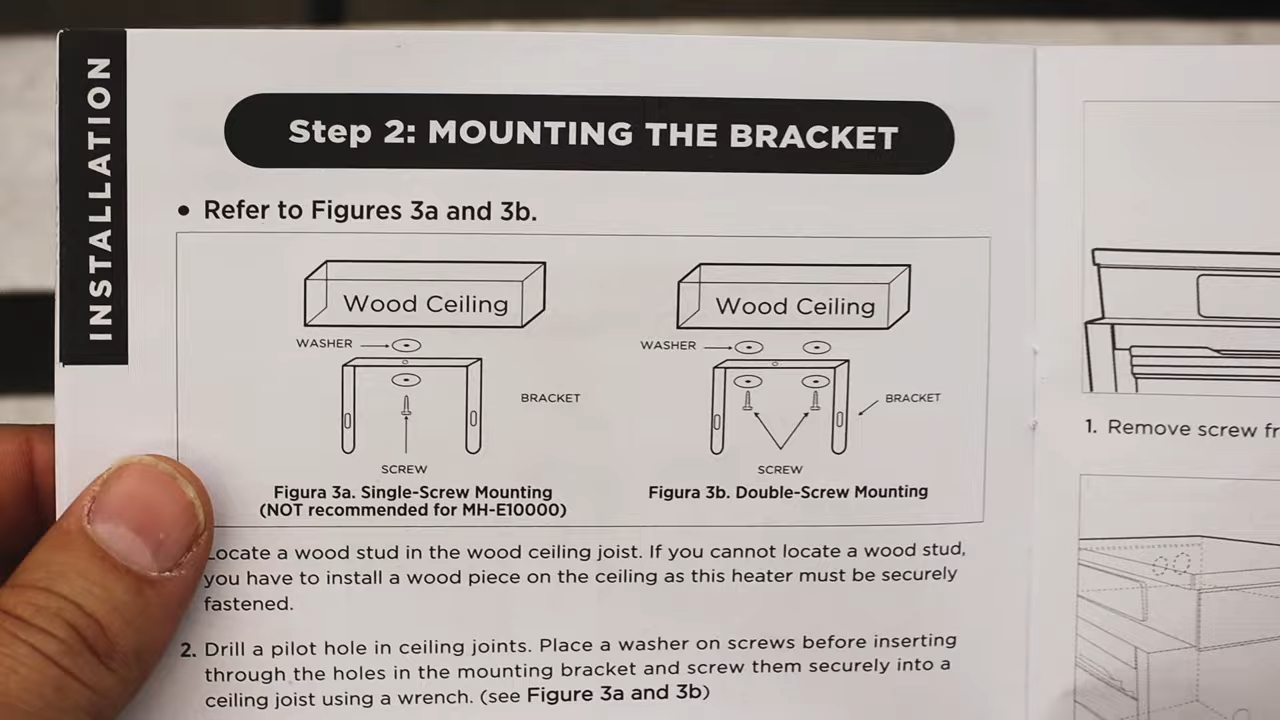 INSTALLATION
Step 2: MOUNTING THE BRACKET
• Refer to Figures 3a and 3b.
Wood Ceiling
WASHER
BRACKET
SCREW
Figura 3a. Single-Screw Mounting
(NOT recommended for MH-E10000)
Wood Ceiling
WASHER
BRACKET
SCREW
Figura 3b. Double-Screw Mounting
Locate a wood stud in the wood ceiling joist. If you cannot locate a wood stud,
you have to install a wood piece on the ceiling as this heater must be securely
fastened.
2. Drill a pilot hole in ceiling joints. Place a washer on screws before inserting
through the holes in the mounting bracket and screw them securely into a
ceiling joist using a wrench. (see Figure 3a and 3b)
1. Remove screw fr